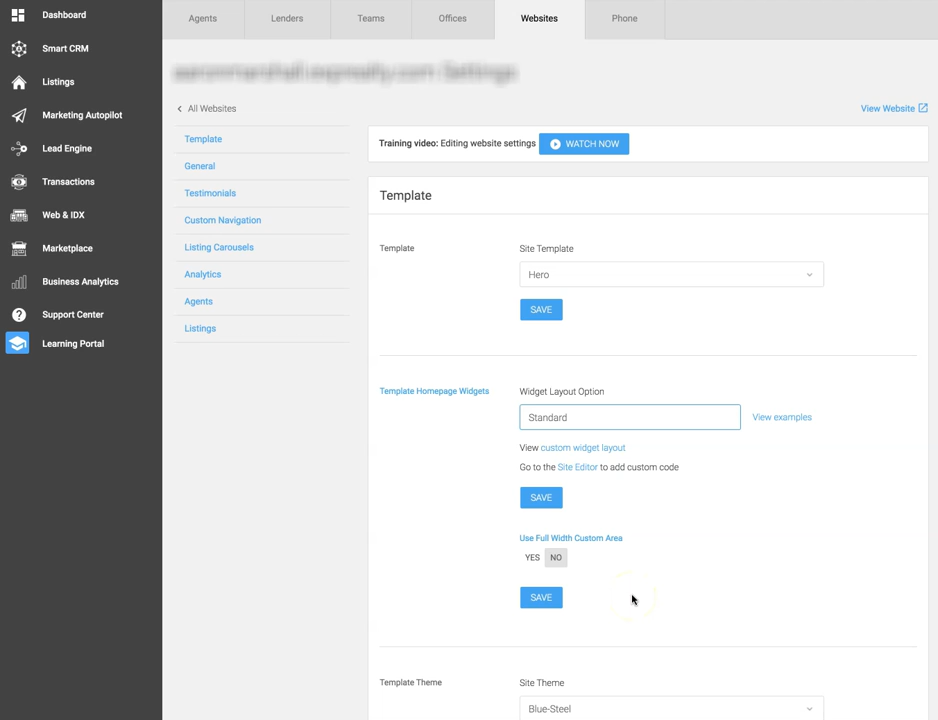 Dashboard
Smart CRM
Listings
Marketing Autopilot
Lead Engine
Transactions
Web & IDX
Marketplace
Business Analytics
Support Center
Learning Portal
Agents
Lenders
Teams
Offices
Websites
Phone
All Websites
View Website
Template
General
Testimonials
Custom Navigation
Listing Carousels
Analytics
Agents
Listings
Training video: Editing website settings
WATCH NOW
Template
Template
Site Template
Hero
SAVE
Template Homepage Widgets
Widget Layout Option
Standard
View examples
View custom widget layout
Go to the Site Editor to add custom code
SAVE
Use Full Width Custom Area
YES NO
SAVE
Template Theme
Site Theme
Blue-Steel